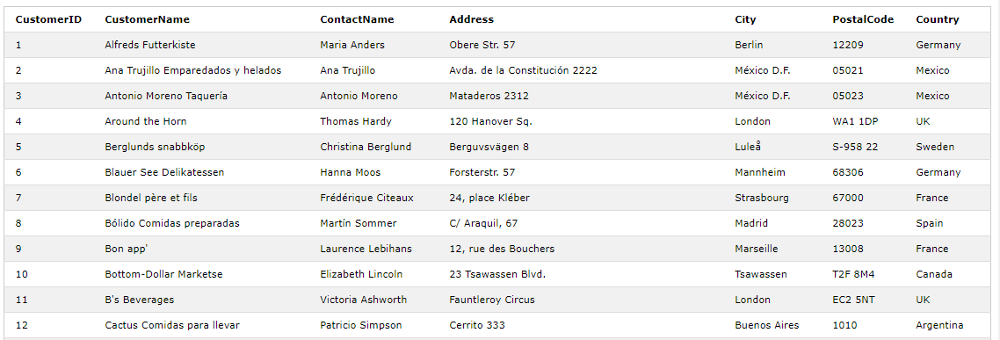 CustomerID CustomerName ContactName Address City PostalCode Country
1 Alfreds Futterkiste Maria Anders Obere Str. 57 Berlin 12209 Germany
2 Ana Trujillo Emparedados y helados Ana Trujillo Avda. de la Constitución 2222 México D.F. 05021 Mexico
3 Antonio Moreno Taquería Antonio Moreno Mataderos 2312 México D.F. 05023 Mexico
4 Around the Horn Thomas Hardy 120 Hanover Sq. London WA1 1DP UK
5 Berglunds snabbköp Christina Berglund Berguvsvägen 8 Luleå S-958 22 Sweden
6 Blauer See Delikatessen Hanna Moos Forsterstr. 57 Mannheim 68306 Germany
7 Blondel père et fils Frédérique Citeaux 24, place Kléber Strasbourg 67000 France
8 Bólido Comidas preparadas Martín Sommer C/ Araquil, 67 Madrid 28023 Spain
9 Bon app' Laurence Lebihans 12, rue des Bouchers Marseille 13008 France
10 Bottom-Dollar Marketse Elizabeth Lincoln 23 Tsawassen Blvd. Tsawassen T2F 8M4 Canada
11 B's Beverages Victoria Ashworth Fauntleroy Circus London EC2 5NT UK
12 Cactus Comidas para llevar Patricio Simpson Cerrito 333 Buenos Aires 1010 Argentina